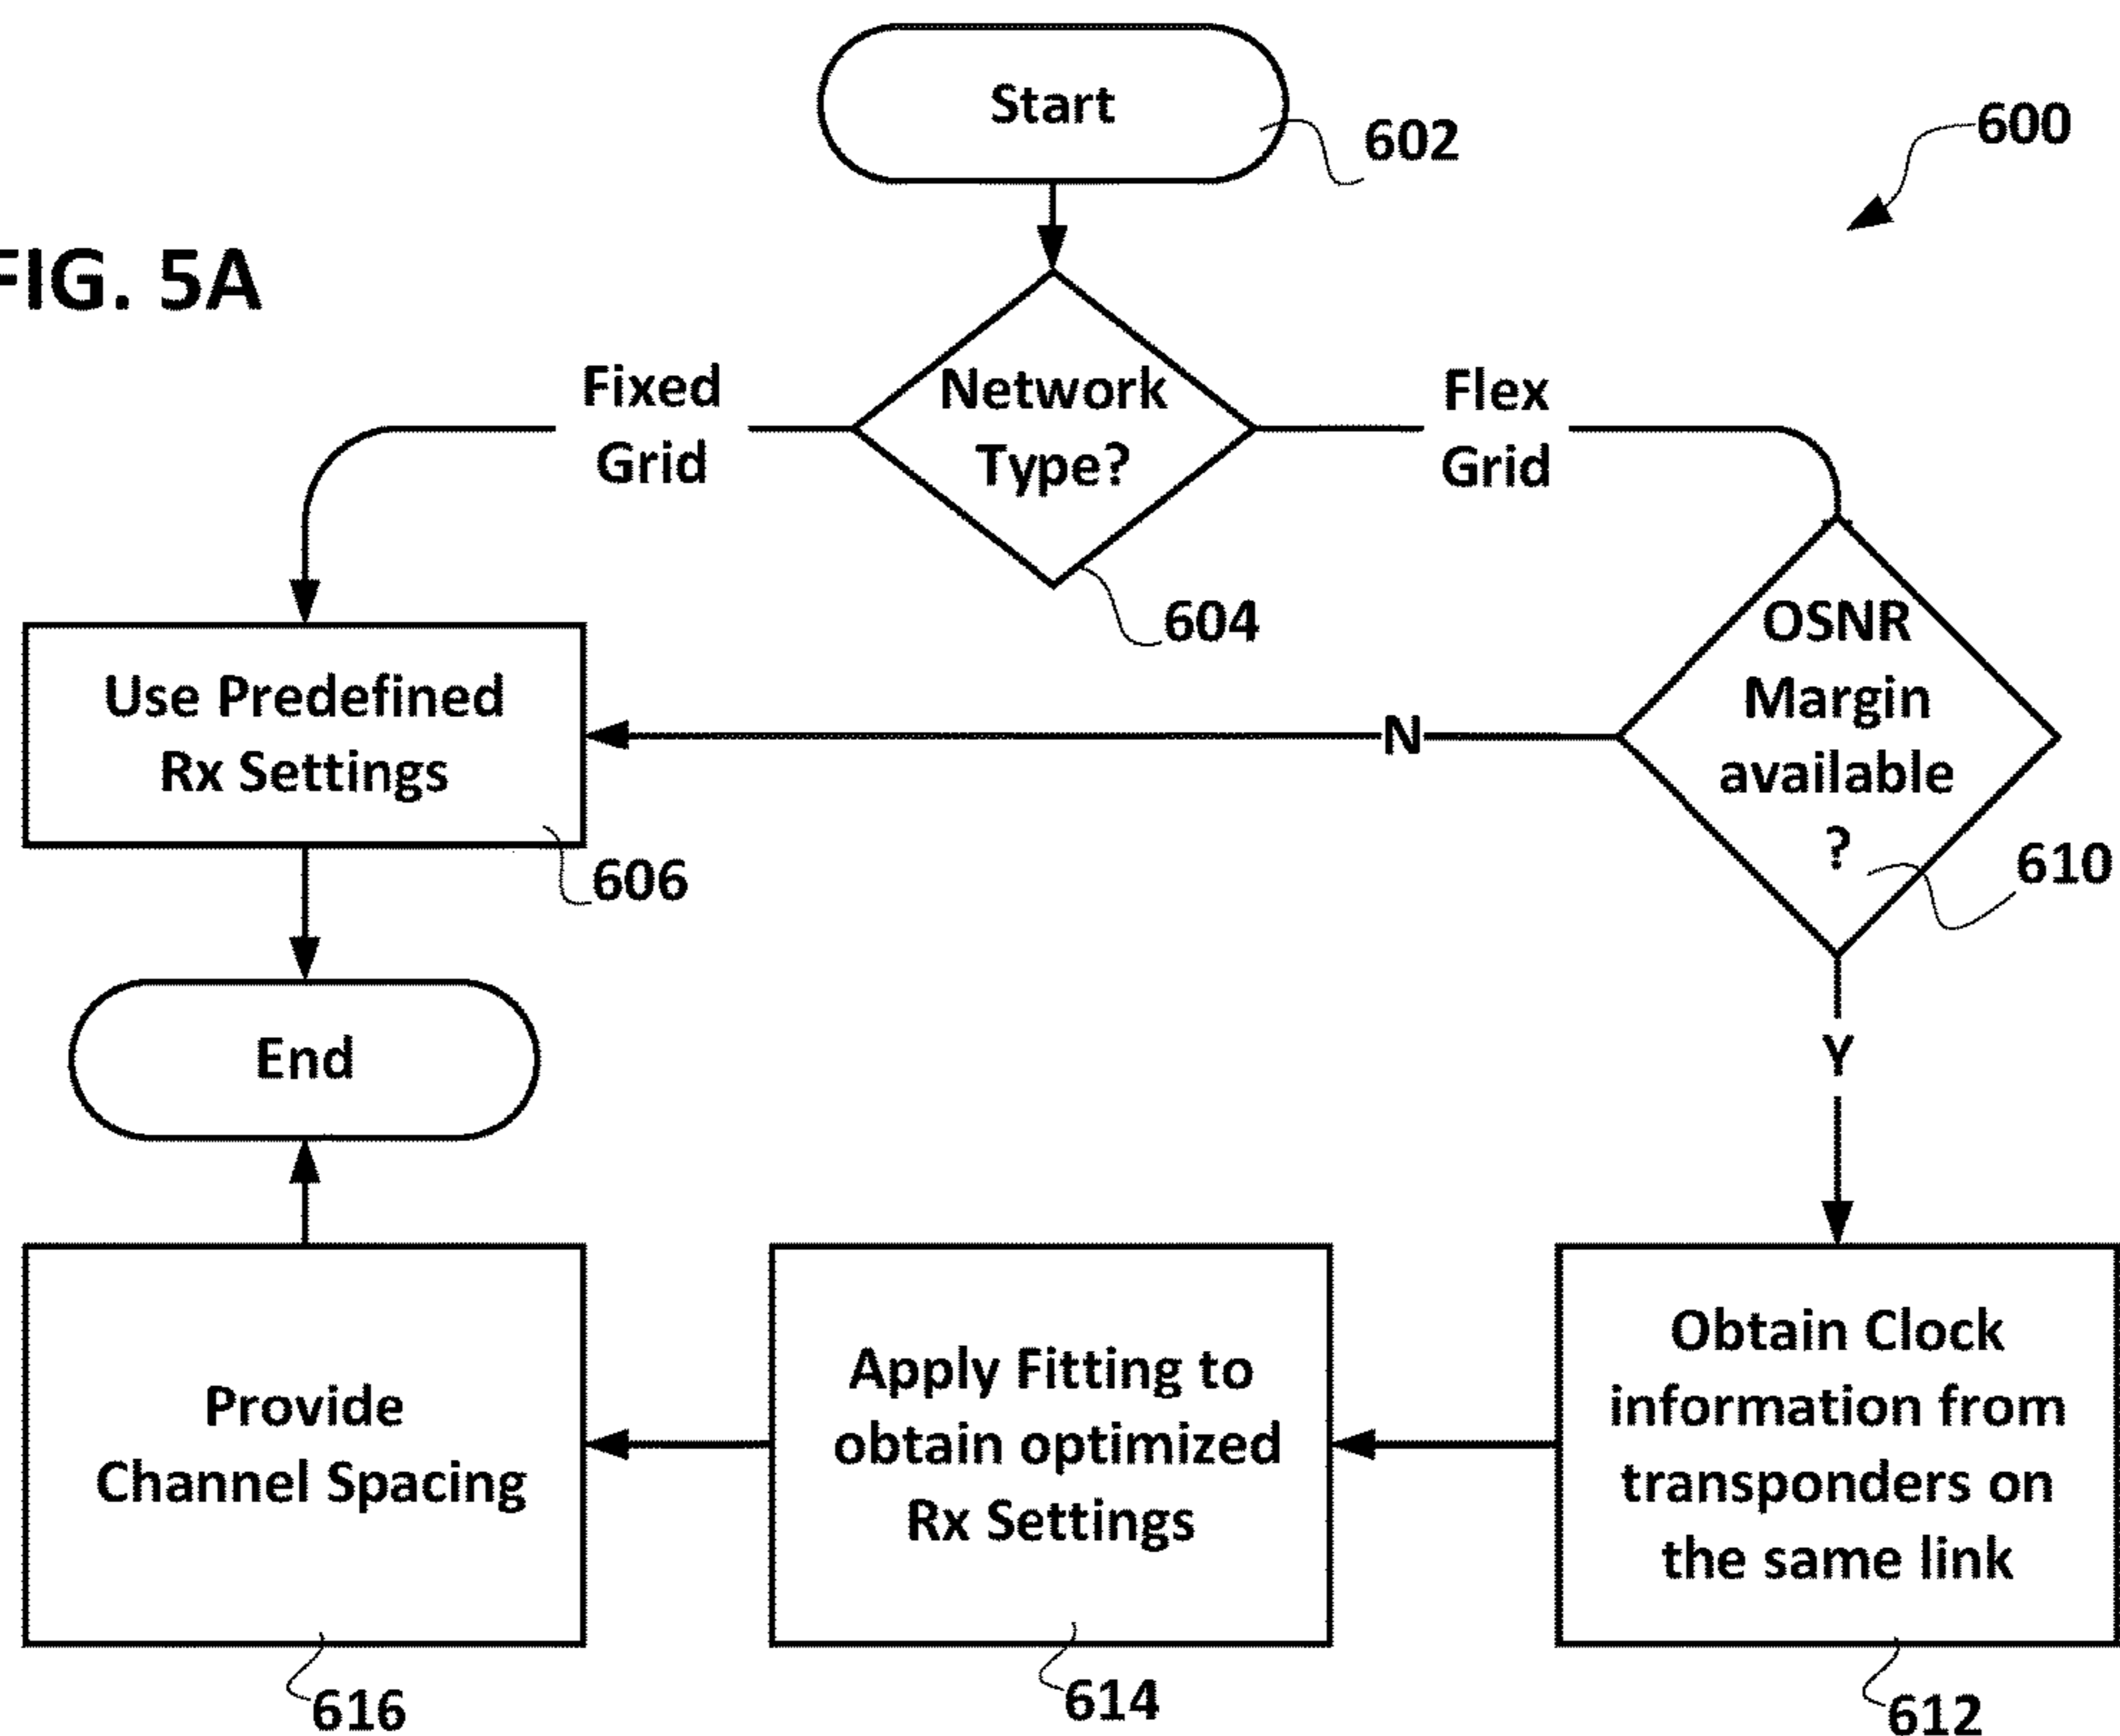 Start
602
600
FIG. 5A
Network
Type?
Fixed
Grid
Flex
Grid
604
OSNR
Margin
available
?
610
N
Use Predefined
Rx Settings
606
End
Y
Obtain Clock
information from
transponders on
the same link
612
Apply Fitting to
obtain optimized
Rx Settings
614
Provide
Channel Spacing
616